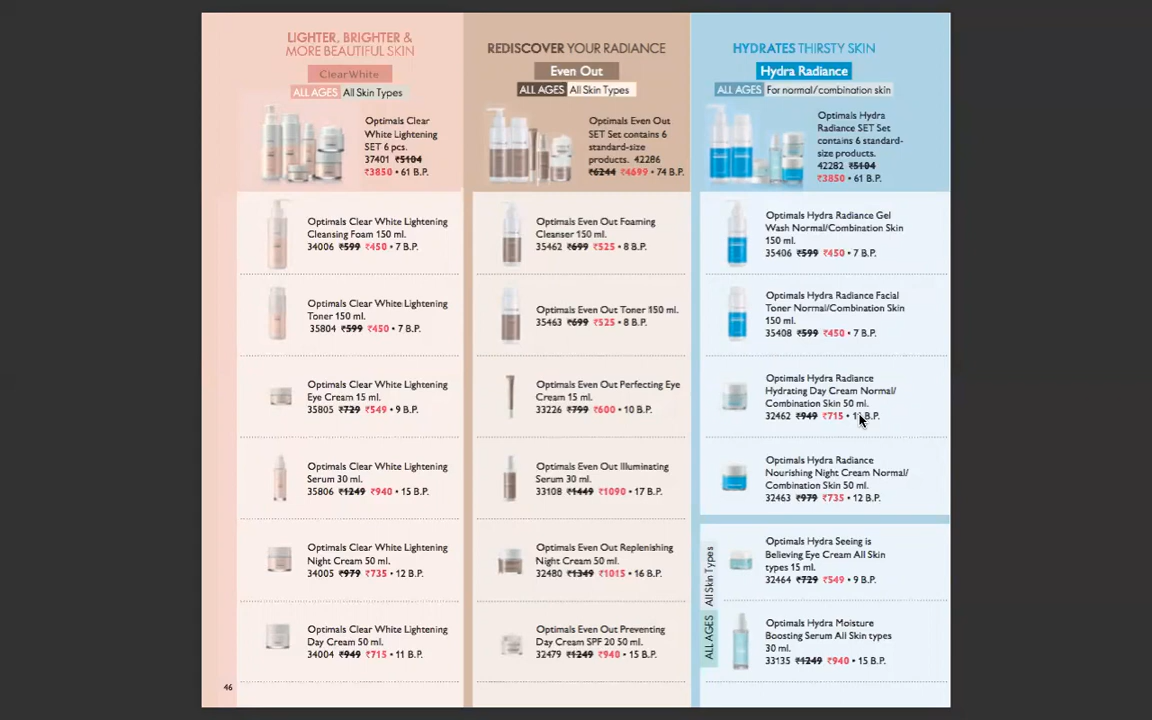 LIGHTER, BRIGHTER &
MORE BEAUTIFUL SKIN
ClearWhite
ALL AGES All Skin Types
Optimals Clear
White Lightening
SET 6 pcs.
37401 ₹5104
₹3850 • 61 B.P.
Optimals Clear White Lightening
Cleansing Foam 150 ml.
34006 ₹599 ₹450 • 7 B.P.
Optimals Clear White Lightening
Toner 150 ml.
35804 ₹599 ₹450 • 7 B.P.
Optimals Clear White Lightening
Eye Cream 15 ml.
35805 ₹729 ₹549 • 9 B.P.
Optimals Clear White Lightening
Serum 30 ml.
35806 ₹1249 ₹940 • 15 B.P.
Optimals Clear White Lightening
Night Cream 50 ml.
34005 ₹979 ₹735 • 12 B.P.
Optimals Clear White Lightening
Day Cream 50 ml.
34004 ₹949 ₹715 • 11 B.P.
46
REDISCOVER YOUR RADIANCE
Even Out
ALL AGES All Skin Types
Optimals Even Out
SET Set contains 6
standard-size
products. 42286
₹6244 ₹4699 • 74 B.P.
Optimals Even Out Foaming
Cleanser 150 ml.
35462 ₹699 ₹525 • 8 B.P.
Optimals Even Out Toner 150 ml.
35463 ₹699 ₹525 • 8 B.P.
Optimals Even Out Perfecting Eye
Cream 15 ml.
33226 ₹799 ₹600 • 10 B.P.
Optimals Even Out Illuminating
Serum 30 ml.
33108 ₹1449 ₹1090 • 17 B.P.
Optimals Even Out Replenishing
Night Cream 50 ml.
32480 ₹1349 ₹1015 • 16 B.P.
Optimals Even Out Preventing
Day Cream SPF 20 50 ml.
32479 ₹1249 ₹940 • 15 B.P.
HYDRATES THIRSTY SKIN
Hydra Radiance
ALL AGES For normal/combination skin
Optimals Hydra
Radiance SET Set
contains 6 standard-
size products.
42282 ₹5104
₹3850 • 61 B.P.
Optimals Hydra Radiance Gel
Wash Normal/Combination Skin
150 ml.
35406 ₹599 ₹450 • 7 B.P.
Optimals Hydra Radiance Facial
Toner Normal/Combination Skin
150 ml.
35408 ₹599 ₹450 • 7 B.P.
Optimals Hydra Radiance
Hydrating Day Cream Normal/
Combination Skin 50 ml.
32462 ₹949 ₹715 • B.P.
Optimals Hydra Radiance
Nourishing Night Cream Normal/
Combination Skin 50 ml.
32463 ₹979 ₹735 • 12 B.P.
ALL AGES All Skin Types
Optimals Hydra Seeing is
Believing Eye Cream All Skin
types 15 ml.
32464 ₹729 ₹549 • 9 B.P.
Optimals Hydra Moisture
Boosting Serum All Skin types
30 ml.
33135 ₹1249 ₹940 • 15 B.P.